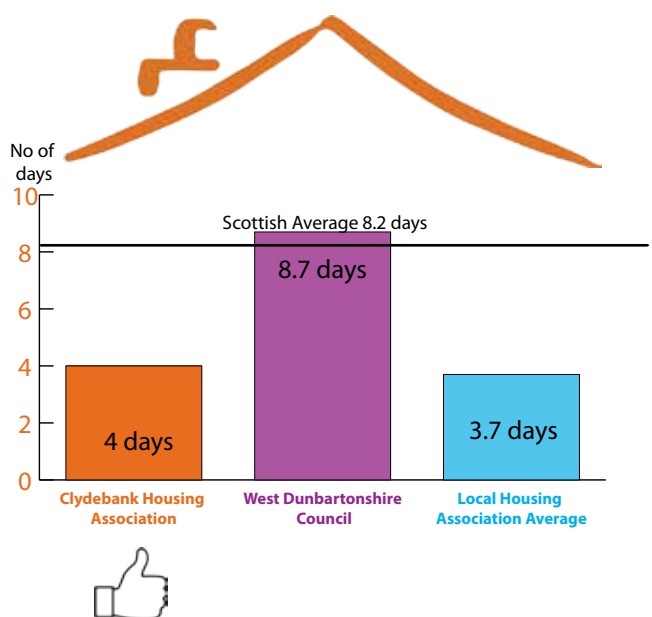 No of
days
10
8
6
4
2
0
Scottish Average 8.2 days
8.7 days
4 days
3.7 days
Clydebank Housing
Association
West Dunbartonshire
Council
Local Housing
Association Average